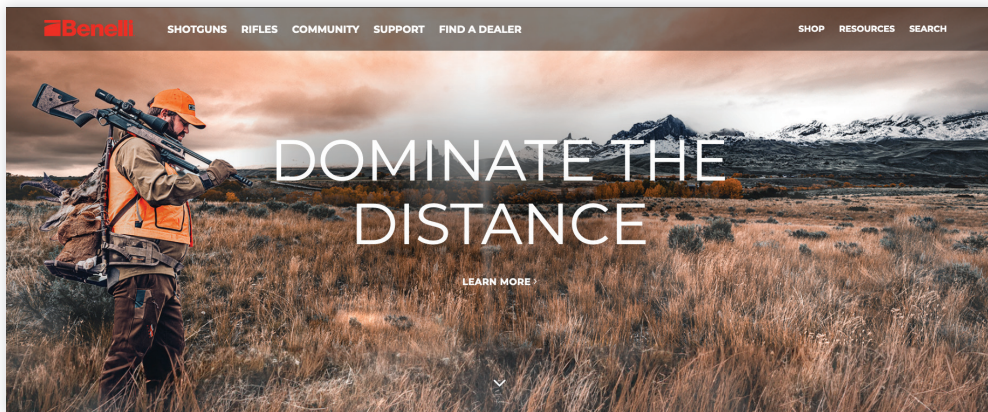 Benelli
SHOTGUNS RIFLES COMMUNITY SUPPORT FIND A DEALER
SHOP RESOURCES SEARCH
DOMINATE THE
DISTANCE
LEARN MORE ›